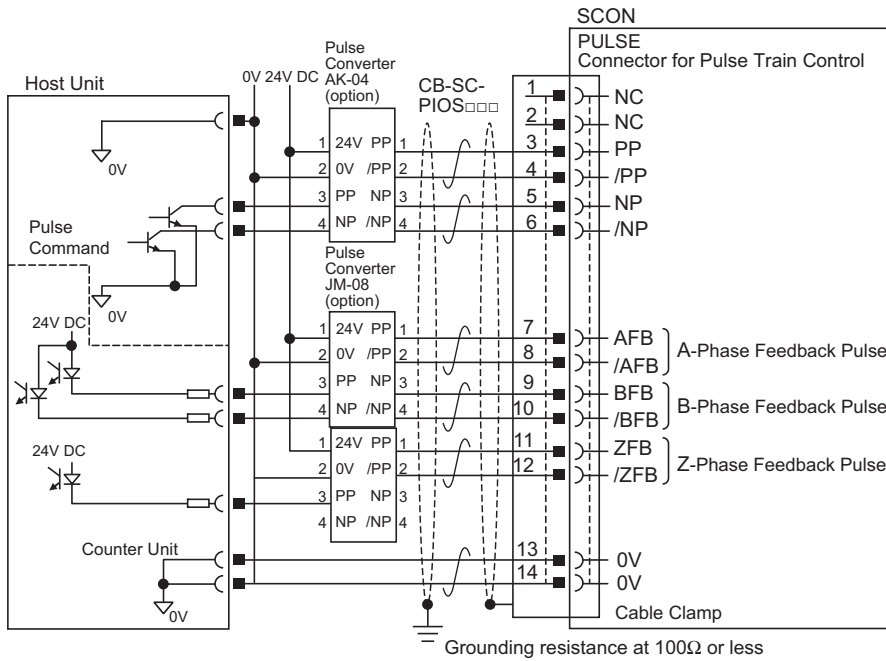 SCON
PULSE
Connector for Pulse Train Control
Host Unit
0V 24V DC
Pulse
Converter
AK-04
(option)
CB-SC-
PIOS□□□
1 NC
2 NC
0V
1 24V PP 1 3 PP
2 0V /PP 2 4 /PP
3 PP NP 3 5 NP
4 NP /NP 4 6 /NP
Pulse
Command
0V
Pulse
Converter
JM-08
(option)
24V DC
1 24V PP 1 7 AFB
2 0V /PP 2 8 /AFB
A-Phase Feedback Pulse
3 PP NP 3 9 BFB
4 NP /NP 4 10 /BFB
B-Phase Feedback Pulse
24V DC
1 24V PP 1 11 ZFB
2 0V /PP 2 12 /ZFB
Z-Phase Feedback Pulse
3 PP NP 3
4 NP /NP 4
Counter Unit
13 0V
14 0V
0V
Cable Clamp
Grounding resistance at 100Ω or less